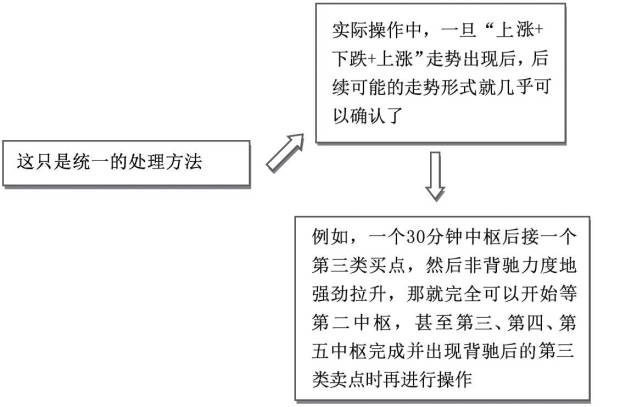 实际操作中，一旦“上涨+
下跌+上涨”走势出现后，后
续可能的走势形式就几乎可
以确认了
这只是统一的处理方法
例如，一个30分钟中枢后接一个
第三类买点，然后非背驰力度地
强劲拉升，那就完全可以开始等
第二中枢，甚至第三、第四、第
五中枢完成并出现背驰后的第三
类卖点时再进行操作